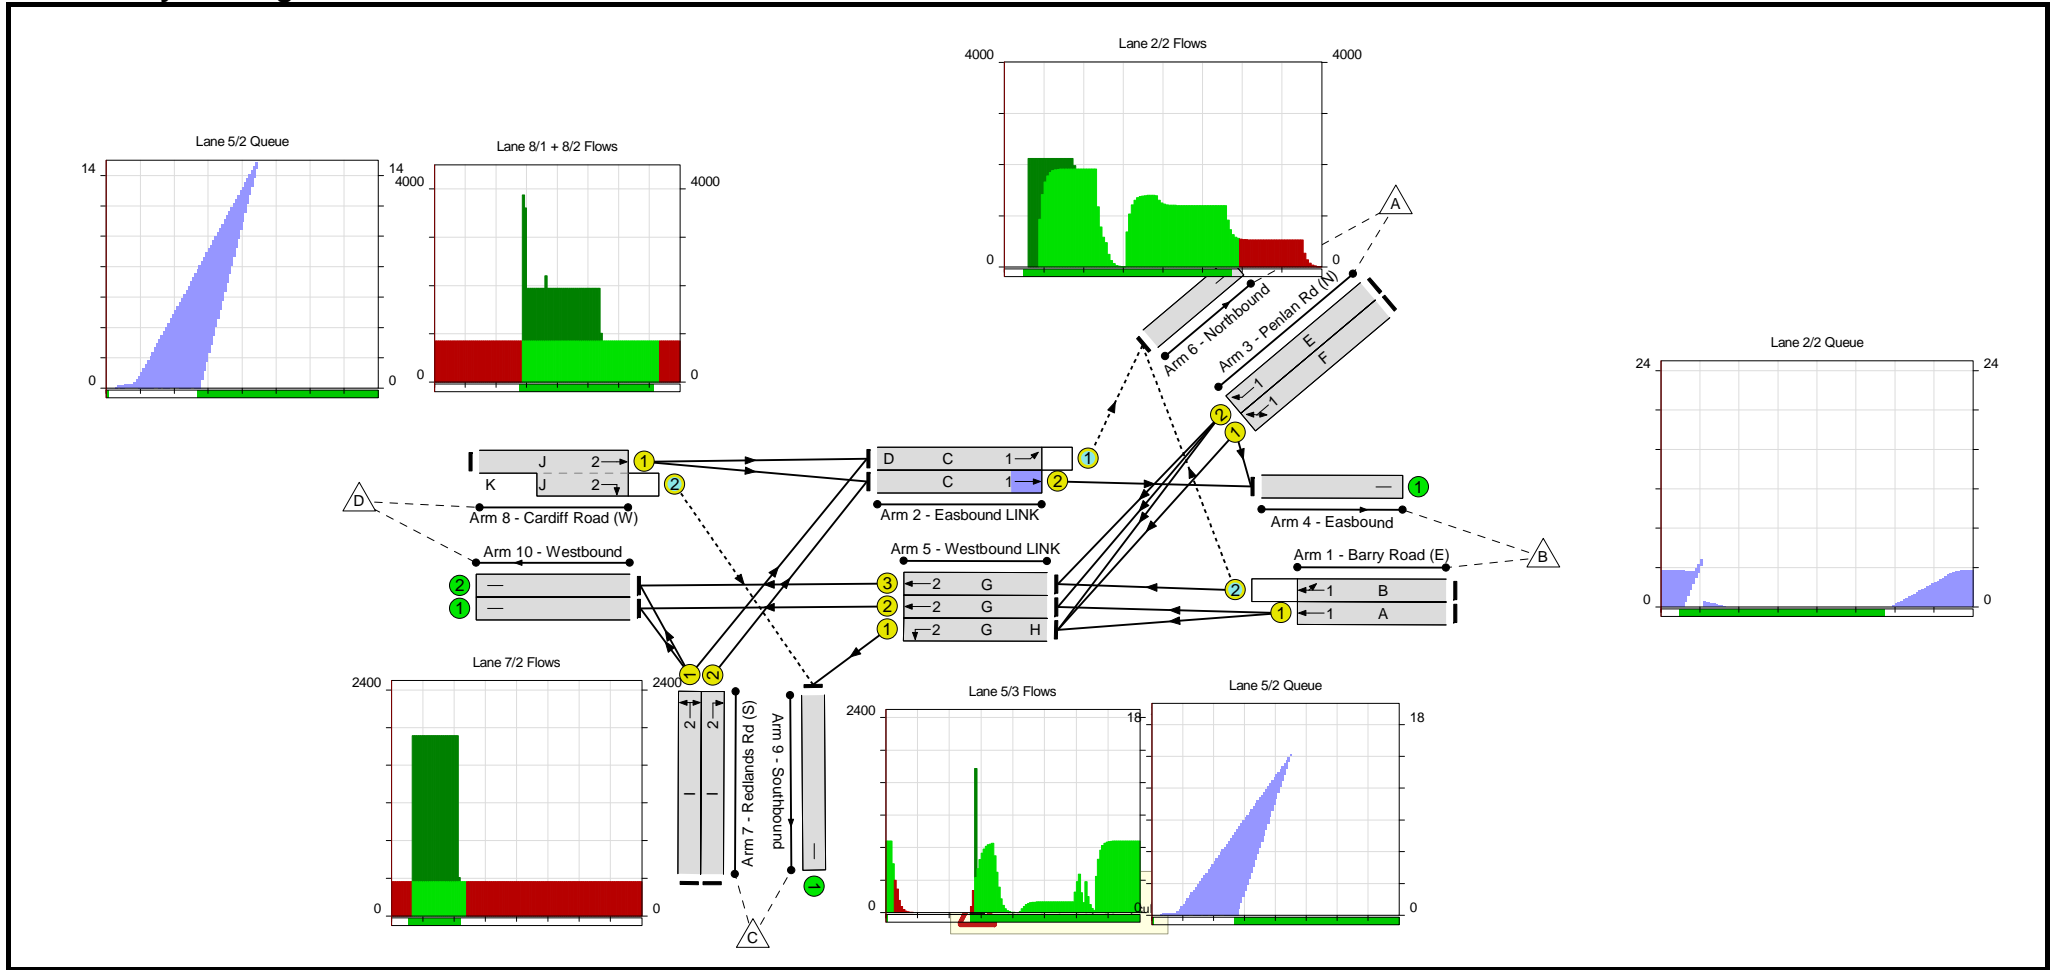 Lane 2/2 Flows
4000
4000
0
0
Lane 5/2 Queue
14
14
0
0
Lane 8/1 + 8/2 Flows
4000
4000
0
0
A
Arm 6 - Northbound
Arm 3 - Penlan Rd (N)
E
F
1
1
2
1
Lane 2/2 Queue
24
24
0
0
J
2
1
K
J
2
2
Arm 8 - Cardiff Road (W)
D
D
C
1
1
C
1
2
Arm 2 - Easbound LINK
1
Arm 4 - Easbound
B
Arm 10 - Westbound
2
1
Arm 5 - Westbound LINK
3
2
G
2
2
G
1
2
G
H
Arm 1 - Barry Road (E)
2
1
B
1
1
A
Lane 7/2 Flows
2400
2400
0
0
1
2
2
2
Arm 7 - Redlands Rd (S)
Arm 9 - Southbound
1
C
Lane 5/3 Flows
2400
0
Lane 5/2 Queue
18
18
0
0